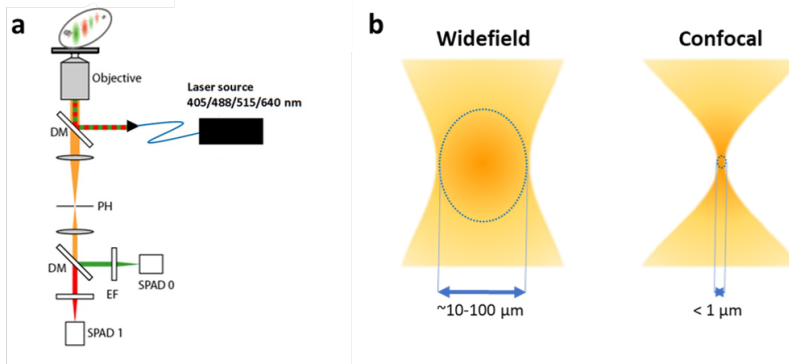 a
Objective
Laser source
405/488/515/640 nm
DM
PH
DM
EF
SPAD 0
SPAD 1
b
Widefield
Confocal
~10-100 µm
< 1 µm